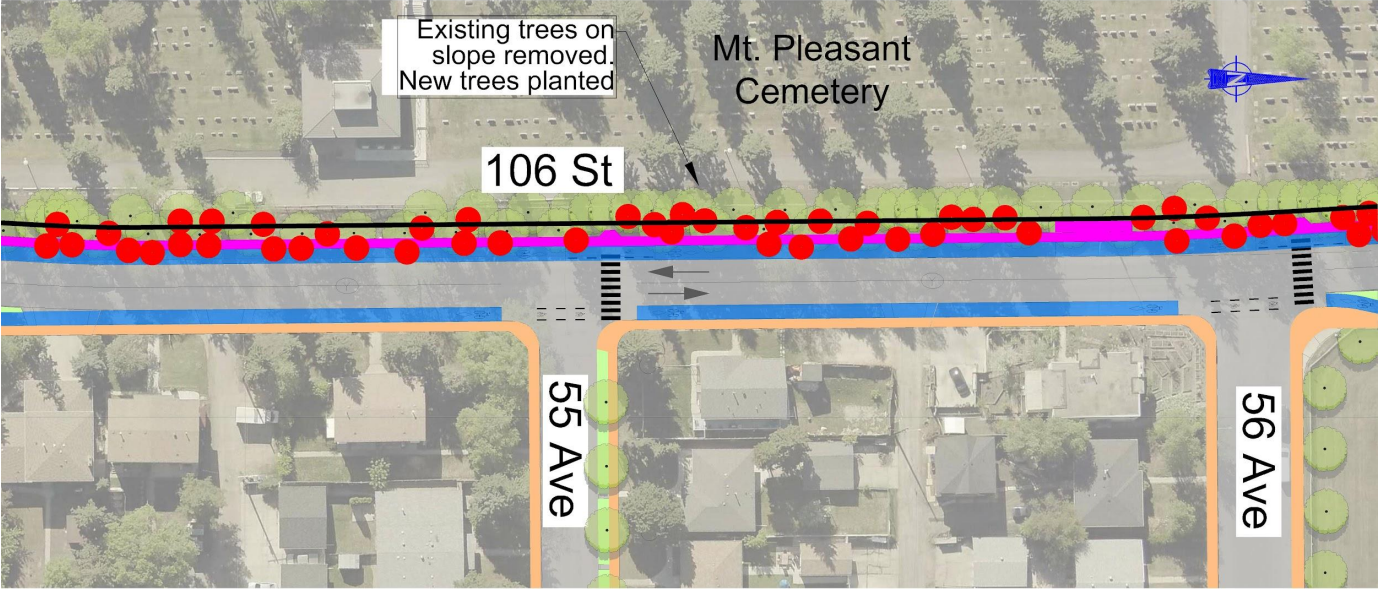 Existing trees on
slope removed.
New trees planted
Mt. Pleasant
Cemetery
N
106 St
55 Ave
56 Ave